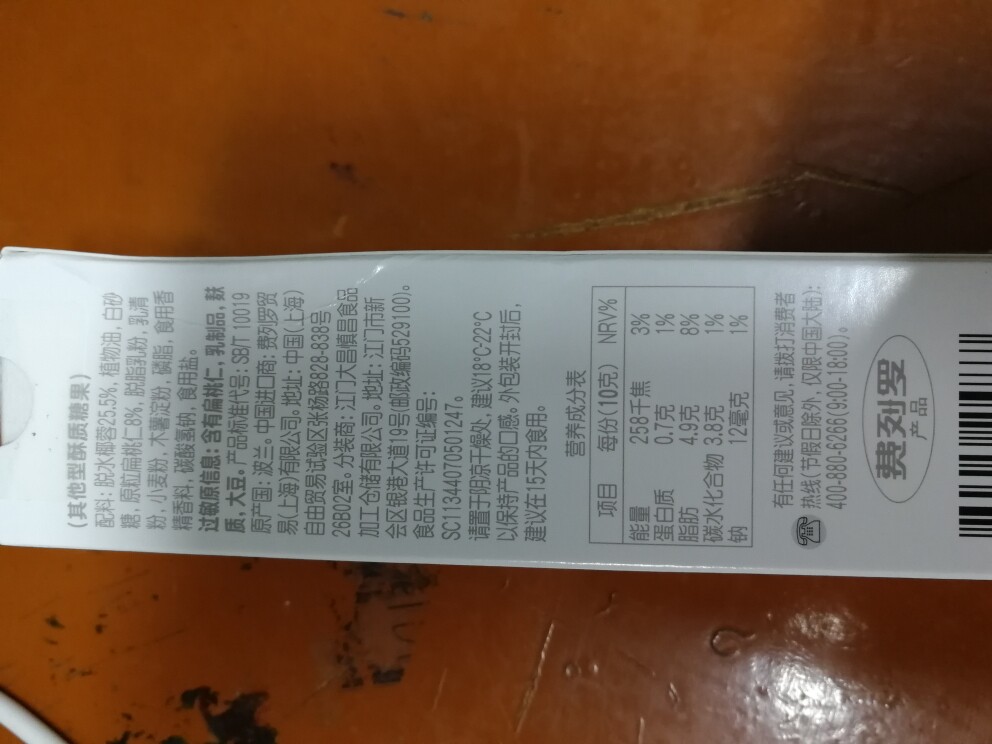 (其他型酥质糖果)
配料: 脱水椰蓉25.5%, 植物油, 白砂
糖, 原粒扁桃仁8%, 脱脂乳粉, 乳清
粉, 小麦粉, 木薯淀粉, 磷脂, 食用香
精香料, 碳酸氢钠, 食用盐。
过敏原信息: 含有扁桃仁, 乳制品, 麸
质, 大豆。产品标准代号: SB/T 10019
原产国: 波兰。中国进口商: 费列罗贸
易(上海)有限公司。地址: 中国(上海)
自由贸易试验区张杨路828-838号
26B02室。分装商: 江门大昌慎昌食品
加工仓储有限公司。地址: 江门市新
会区银港大道19号(邮政编码529100)。
食品生产许可证编号:
SC11344070501247。
请置于阴凉干燥处, 建议18°C-22°C
以保持产品的口感。外包装开封后,
建议在15天内食用。
营养成分表
项目 每份(10克) NRV%
能量 258千焦 3%
蛋白质 0.7克 1%
脂肪 4.9克 8%
碳水化合物 3.8克 1%
钠 12毫克 1%
有任何建议或意见, 请拨打消费者
热线(节假日除外, 仅限中国大陆):
400-880-6266(9:00-18:00)。
费列罗
产品